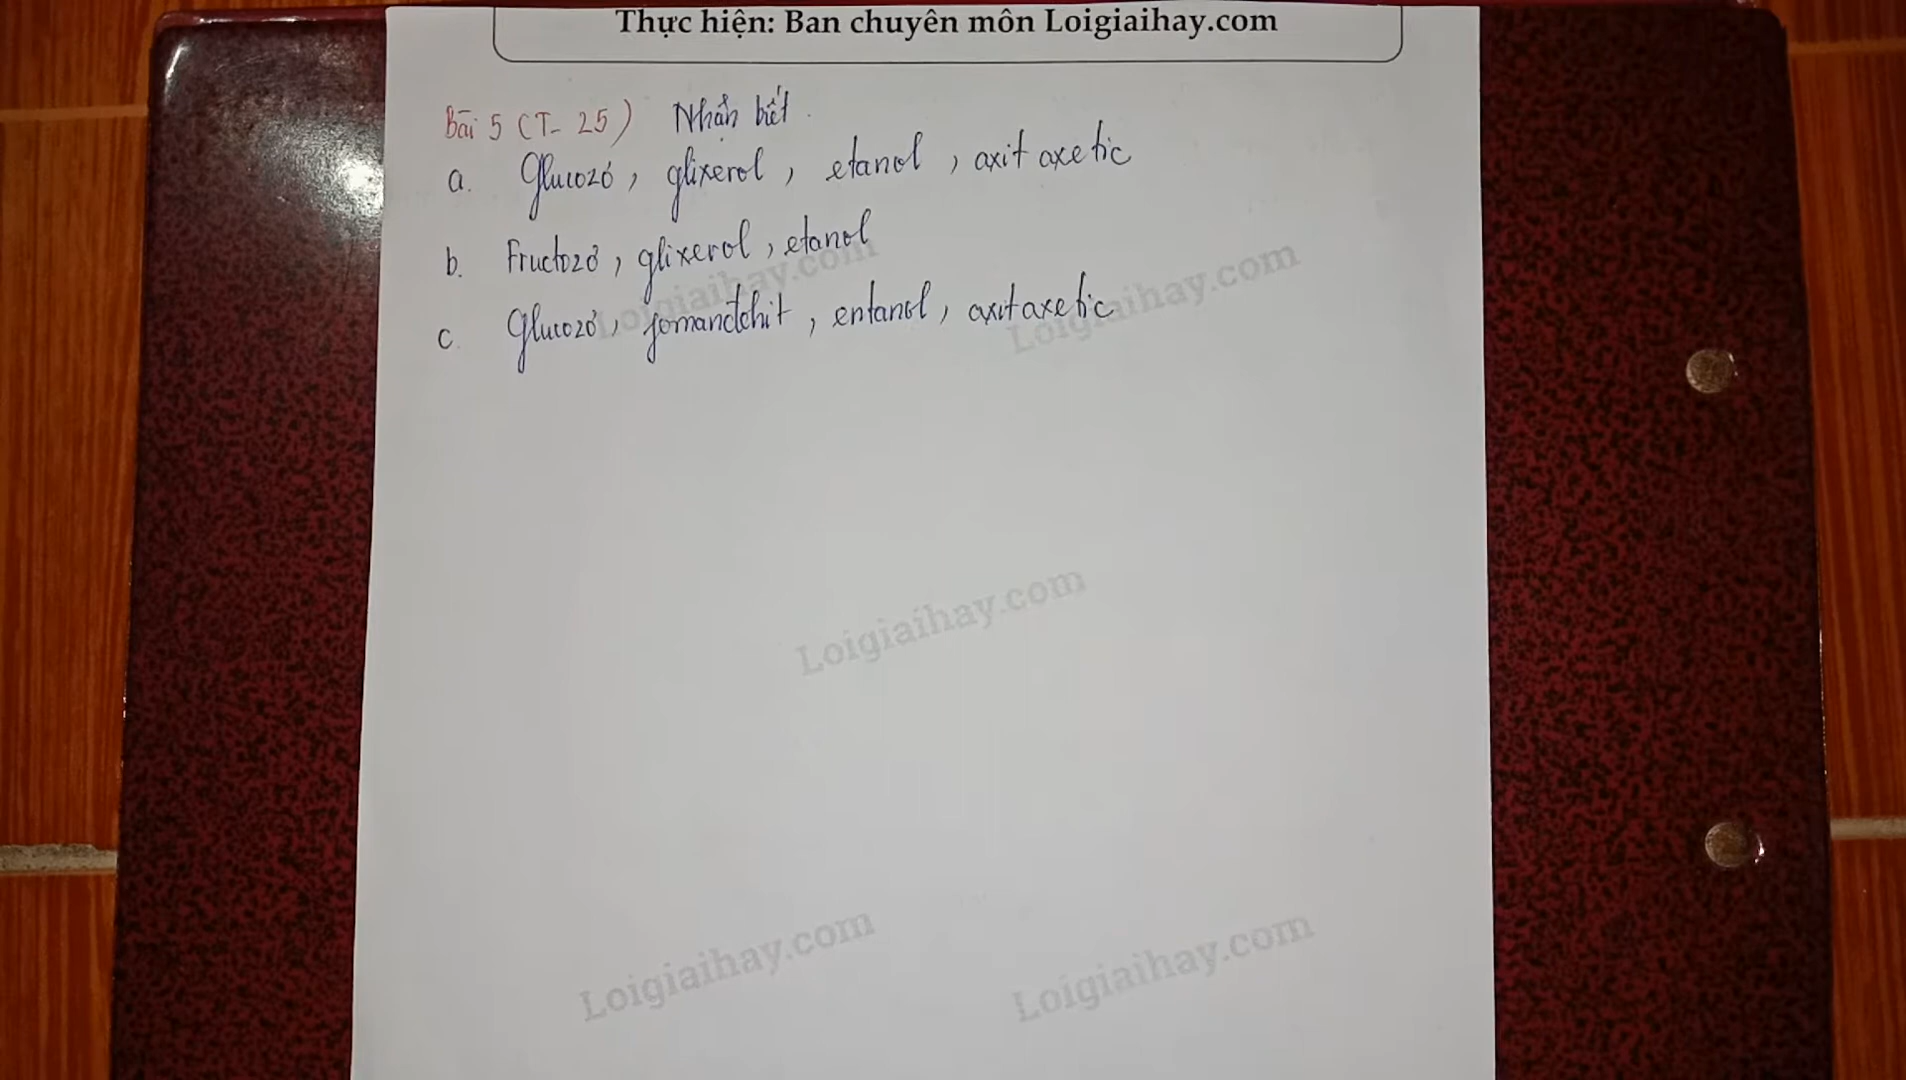 Thực hiện: Ban chuyên môn Loigiaihay.com
Bài 5 (T- 25) Nhận biết.
a. Glucozơ, glixerol, etanol, axit axetic
b. Fructozơ, glixerol, etanol
Loigiaihay.com
Loigiaihay.com
c. Glucozơ, fomanđehit, entanol, axit axetic
Loigiaihay.com
Loigiaihay.com
Loigiaihay.com